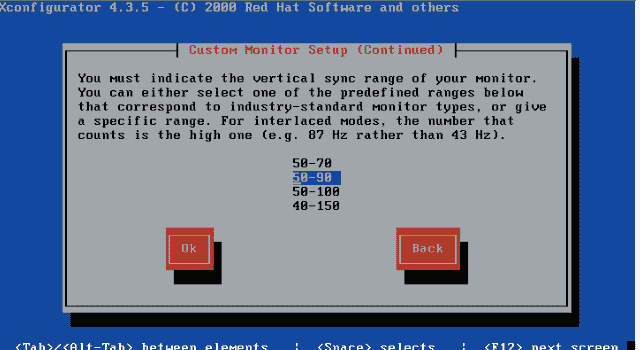 Xconfigurator 4.3.5 - (C) 2000 Red Hat Software and others
Custom Monitor Setup (Continued)
You must indicate the vertical sync range of your monitor.
You can either select one of the predefined ranges below
that correspond to industry-standard monitor types, or give
a specific range. For interlaced modes, the number that
counts is the high one (e.g. 87 Hz rather than 43 Hz).
50-70
50-90
50-100
40-150
Ok Back
<Tab>/<Alt-Tab> between elements | <Space> selects | <F12> next screen